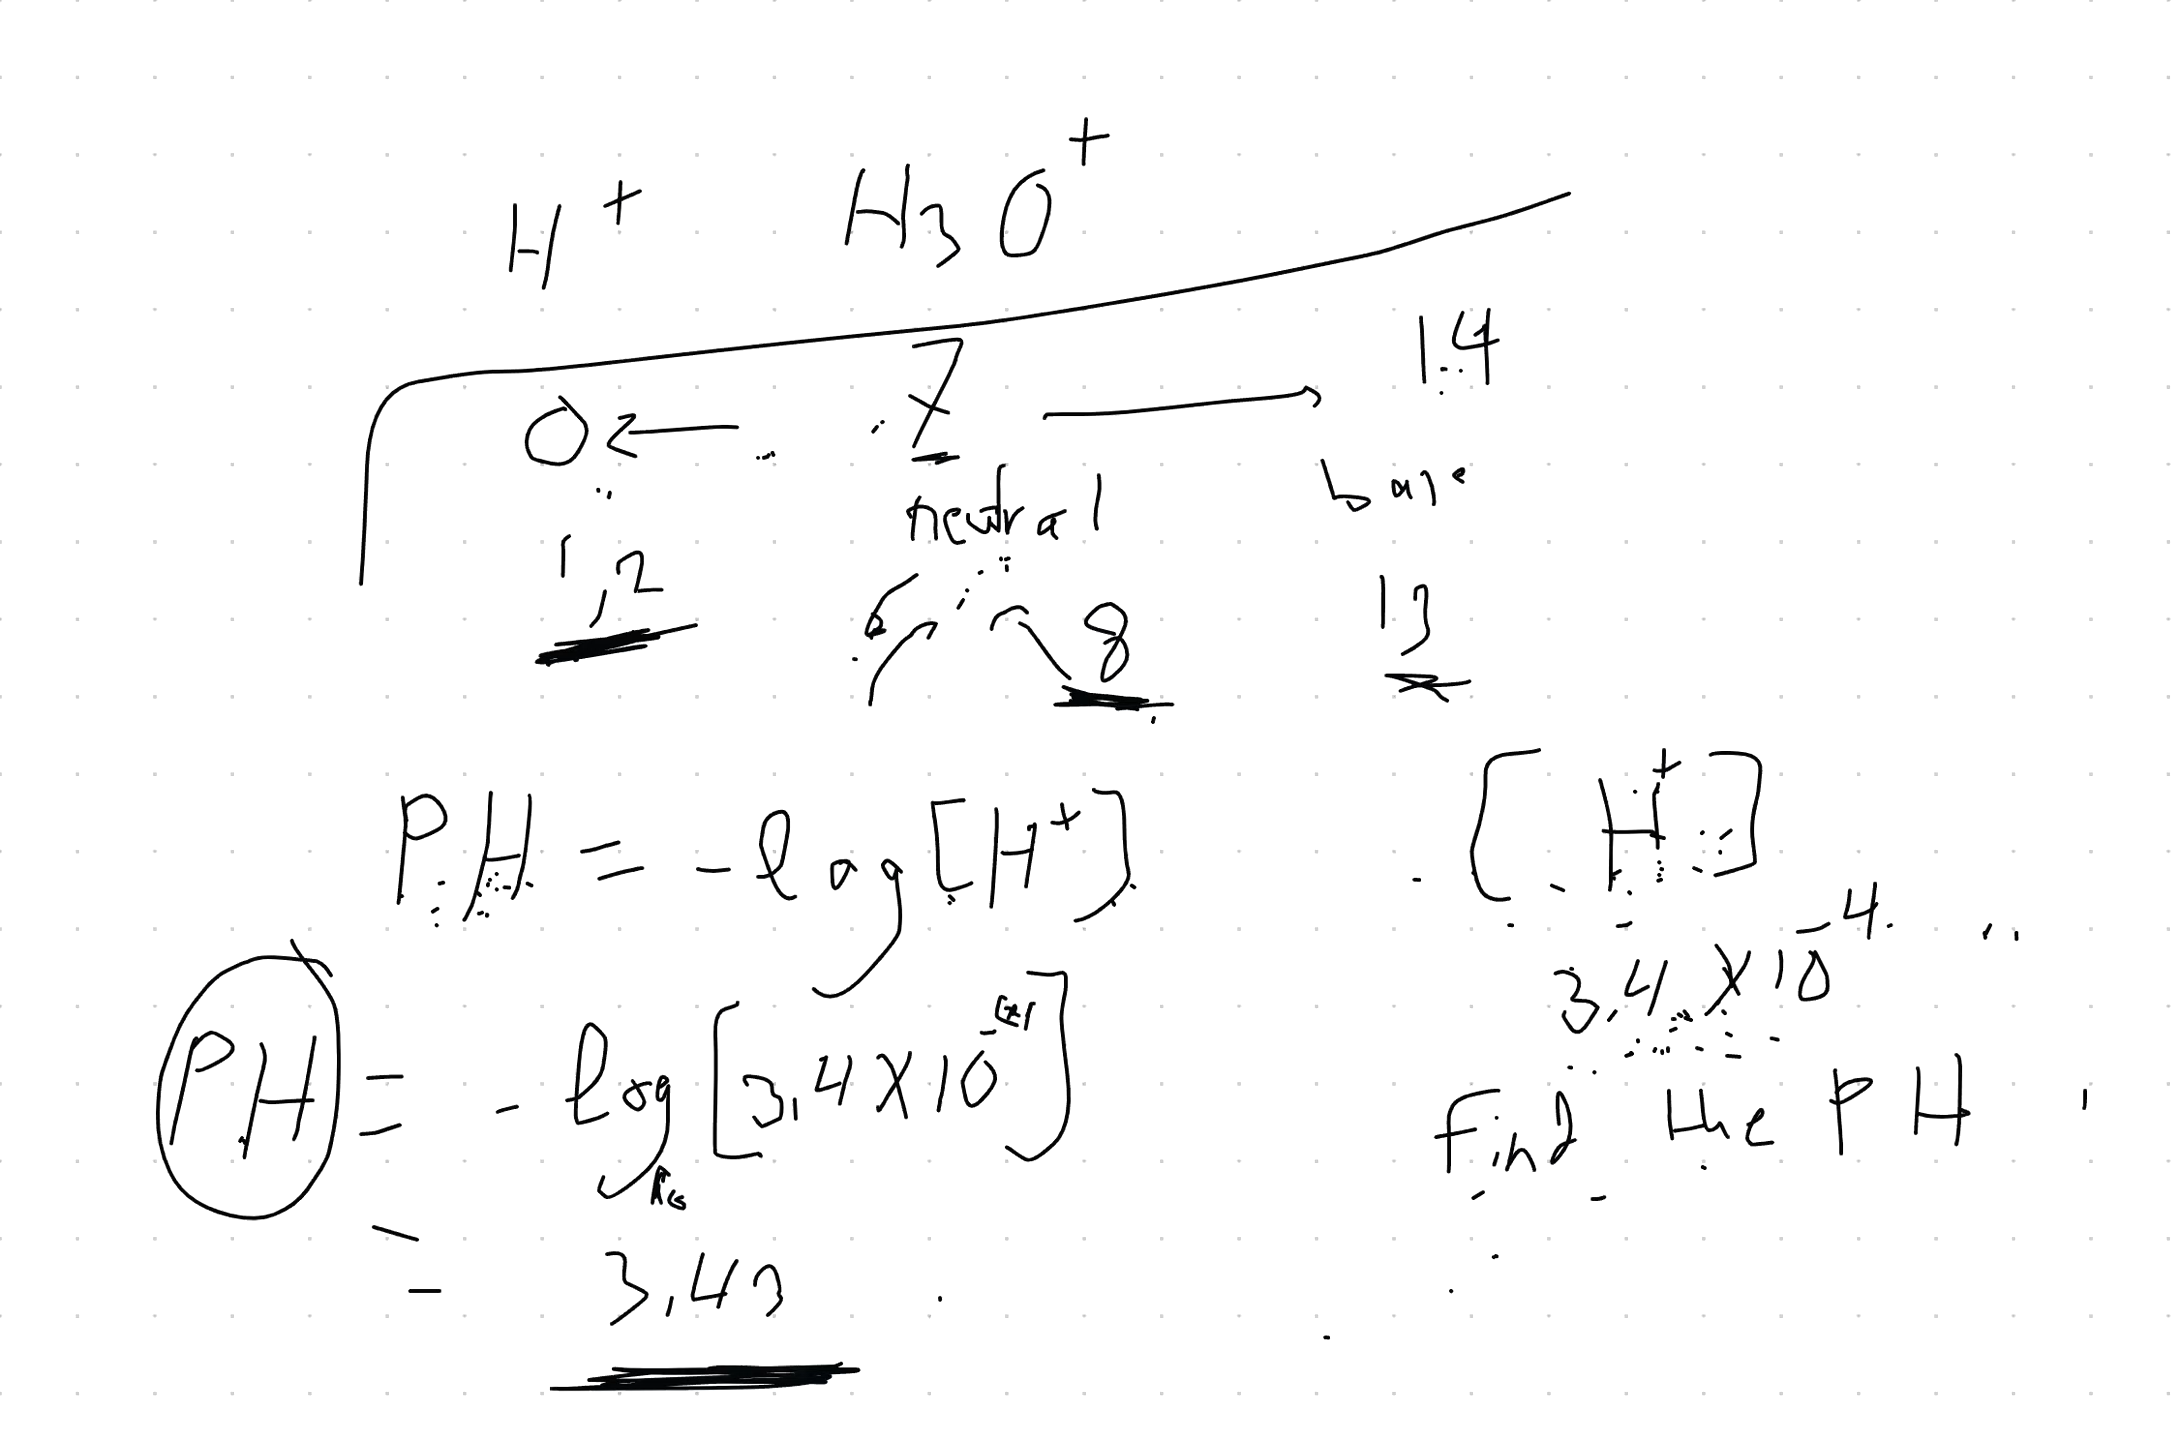 H⁺ H₃O⁺
0 ← 7 → 14
neutral base
1,2 6 8 13
PH = -log[H⁺] [H⁺]
3,4 X 10⁻⁴
PH = -log[3,4 X 10⁻ ] Find the PH
= 3,43